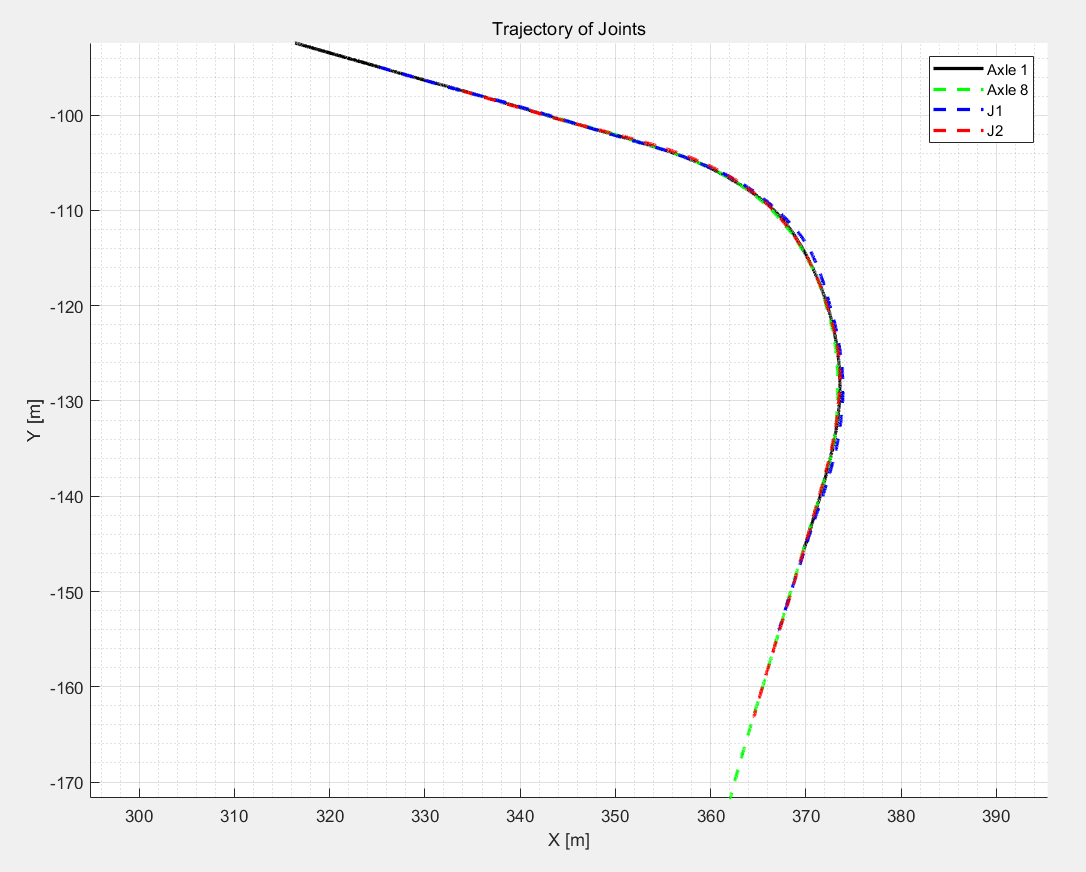 Trajectory of Joints
Axle 1
Axle 8
J1
J2
-100
-110
-120
-130
-140
-150
-160
-170
Y [m]
300 310 320 330 340 350 360 370 380 390
X [m]